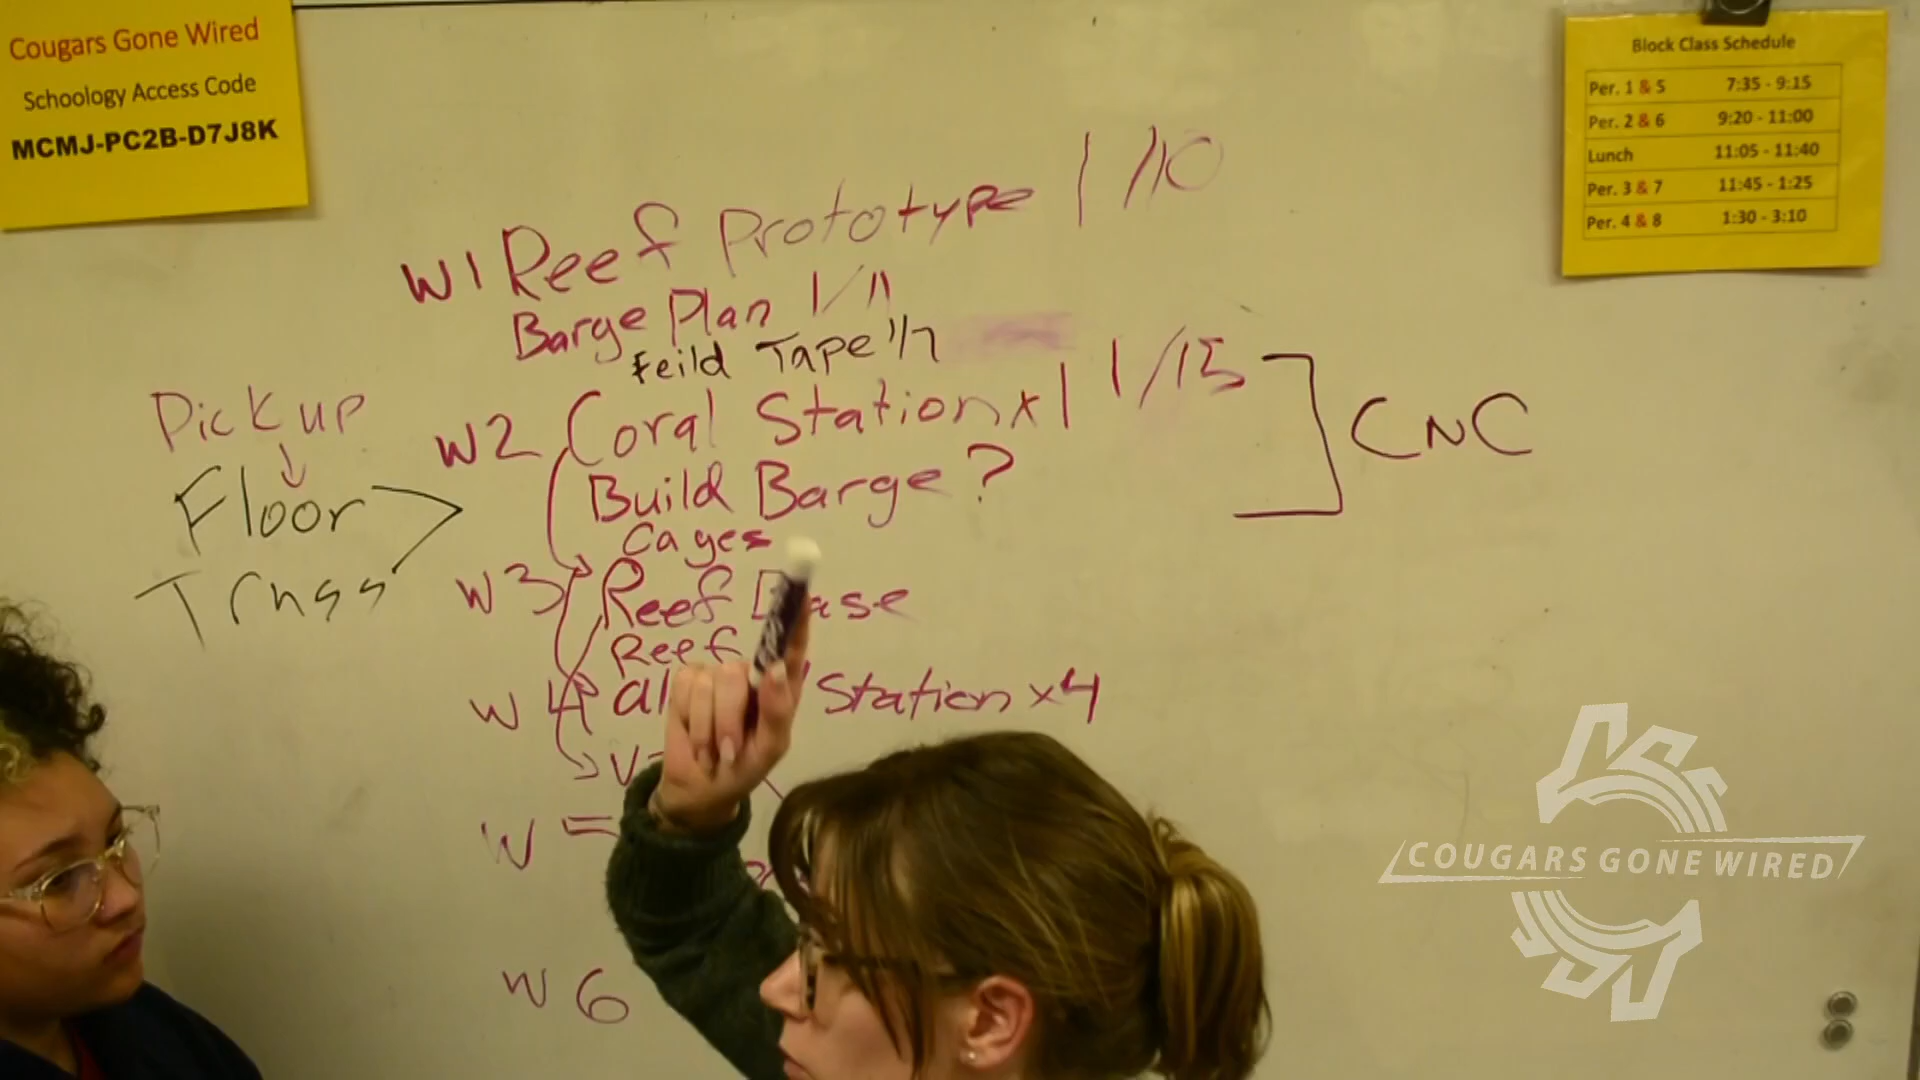 Cougars Gone Wired
Schoology Access Code
MCMJ-PC2B-D7J8K
Block Class Schedule
Per. 1 & 5 7:35 - 9:15
Per. 2 & 6 9:20 - 11:00
Lunch 11:05 - 11:40
Per. 3 & 7 11:45 - 1:25
Per. 4 & 8 1:30 - 3:10
W1 Reef Prototype 1/10
Barge Plan 1/11
Feild Tape 1/7
W2 Coral Station x1 1/15
Build Barge?
Cages
CNC
Pickup
Floor
Truss
W3 Reef Base
Reef
W4 Station x4
W
W6
COUGARS GONE WIRED